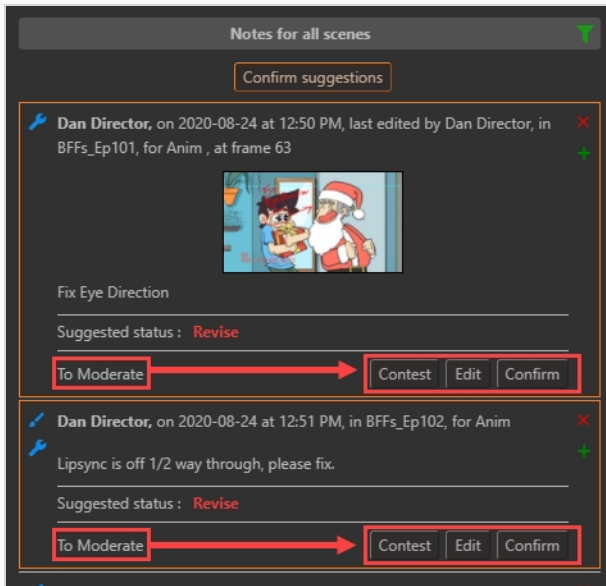 Notes for all scenes
Confirm suggestions
Dan Director, on 2020-08-24 at 12:50 PM, last edited by Dan Director, in
BFFs_Ep101, for Anim , at frame 63
Fix Eye Direction
Suggested status : Revise
To Moderate Contest Edit Confirm
Dan Director, on 2020-08-24 at 12:51 PM, in BFFs_Ep102, for Anim
Lipsync is off 1/2 way through, please fix.
Suggested status : Revise
To Moderate Contest Edit Confirm